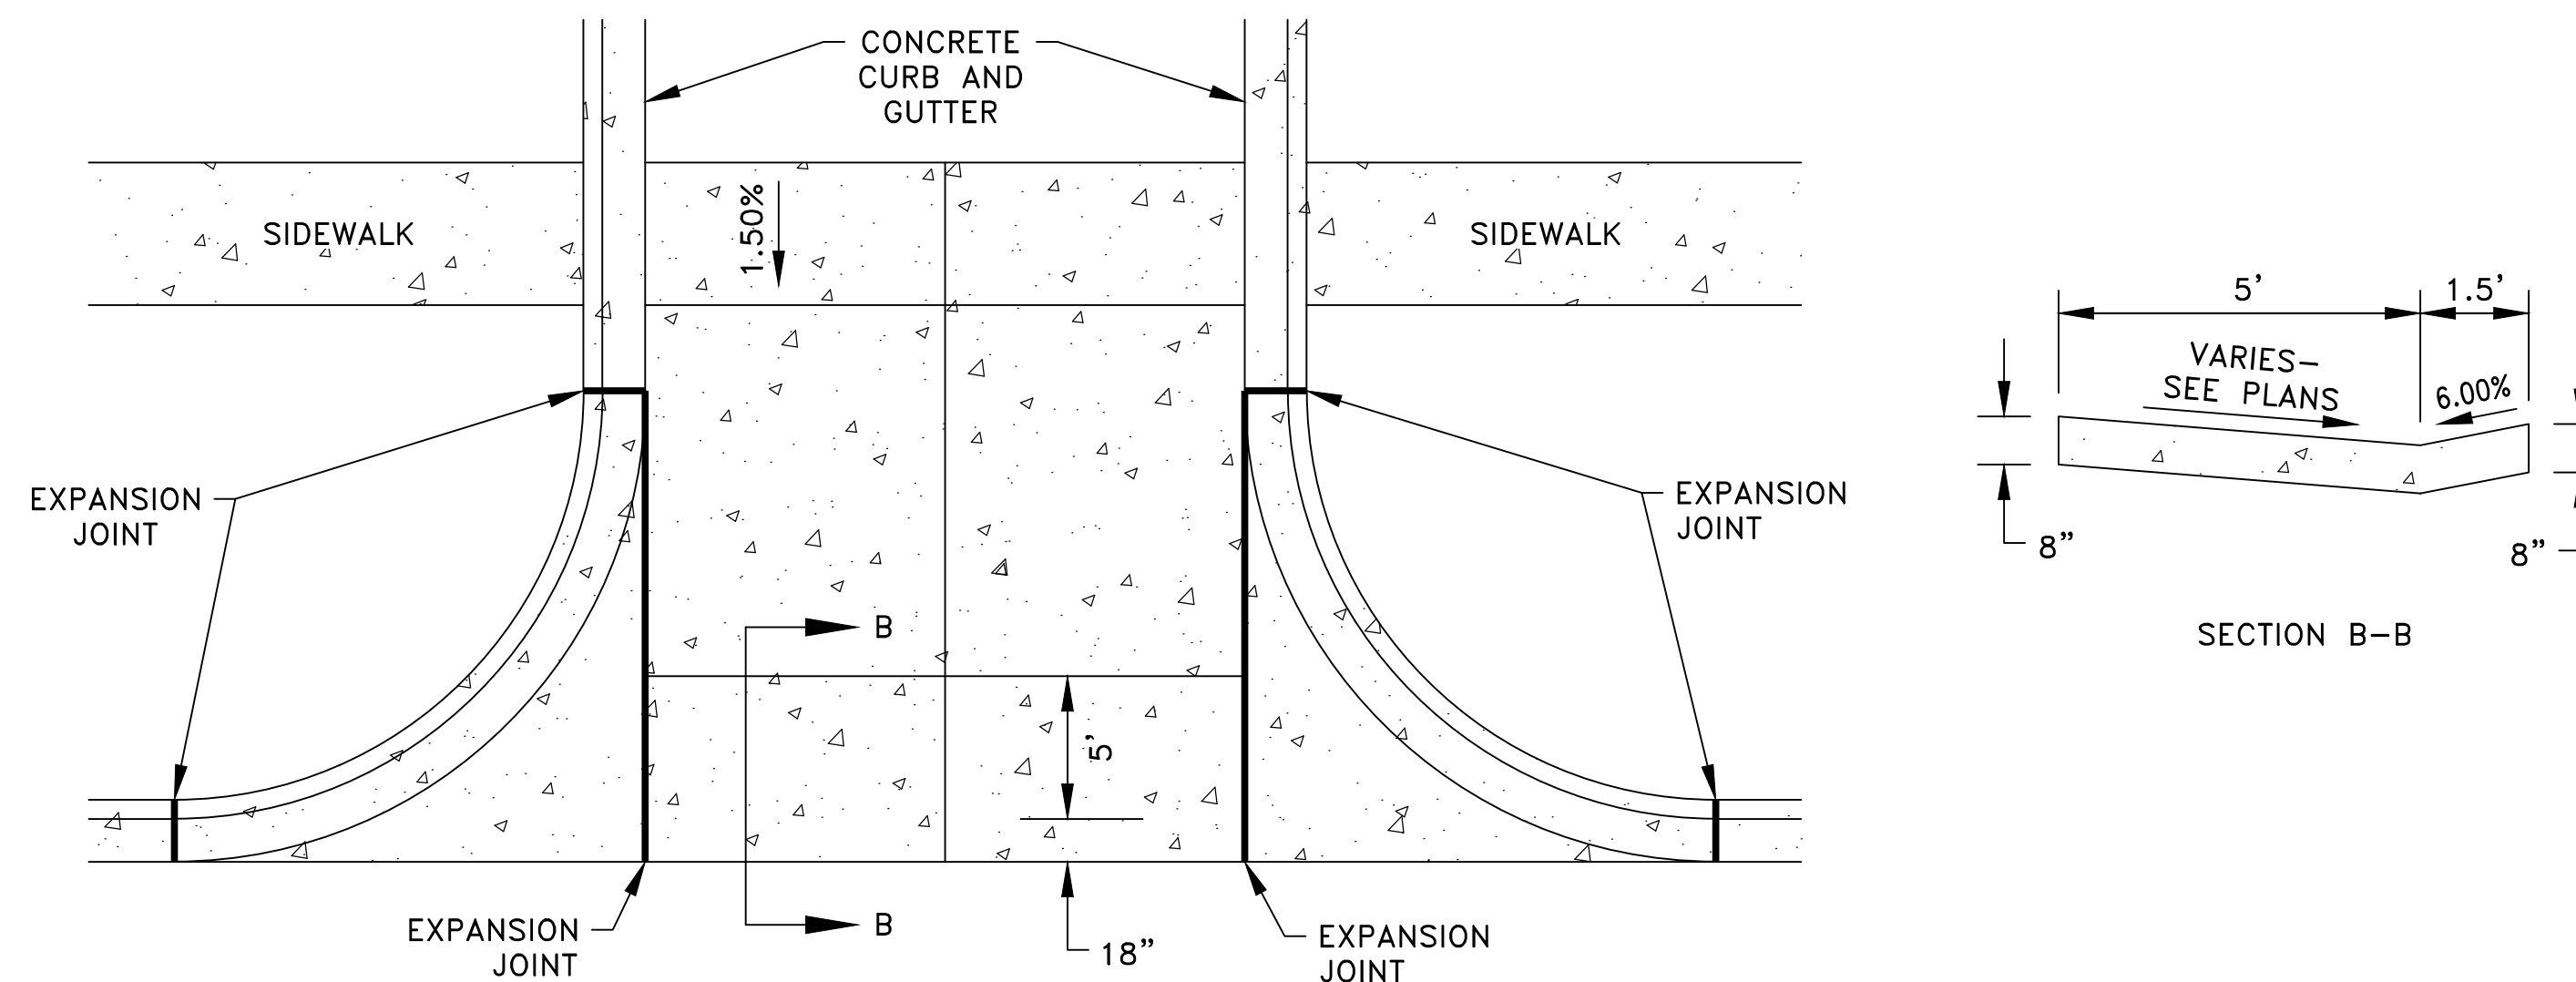 CONCRETE
CURB AND
GUTTER
1.50%
SIDEWALK
SIDEWALK
5'
1.5'
VARIES-
SEE PLANS
6.00%
EXPANSION
JOINT
EXPANSION
JOINT
8"
8"
B
SECTION B-B
5'
B
EXPANSION
JOINT
18"
EXPANSION
JOINT